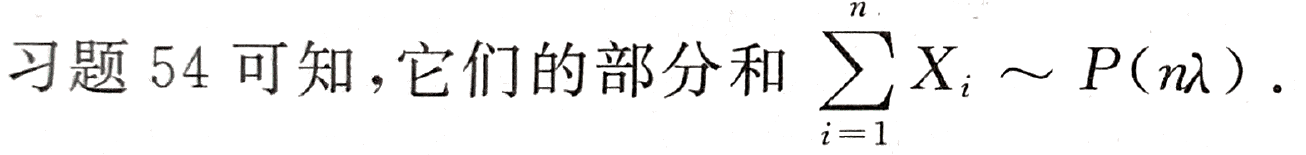 习题 54 可知,它们的部分和 $\sum_{i=1}^{n} X_i \sim P(n\lambda)$ .